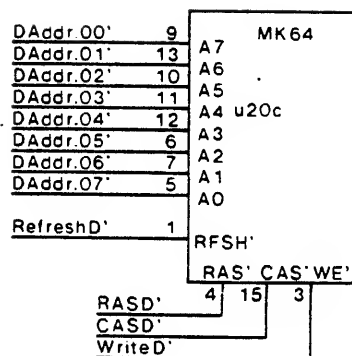 DAddr.00' 9 A7 MK64
DAddr.01' 13 A6
DAddr.02' 10 A5
DAddr.03' 11 A4 u20c
DAddr.04' 12 A3
DAddr.05' 6 A2
DAddr.06' 7 A1
DAddr.07' 5 A0
RefreshD' 1 RFSH'
RAS' CAS' WE'
4 15 3
RASD'
CASD'
WriteD'